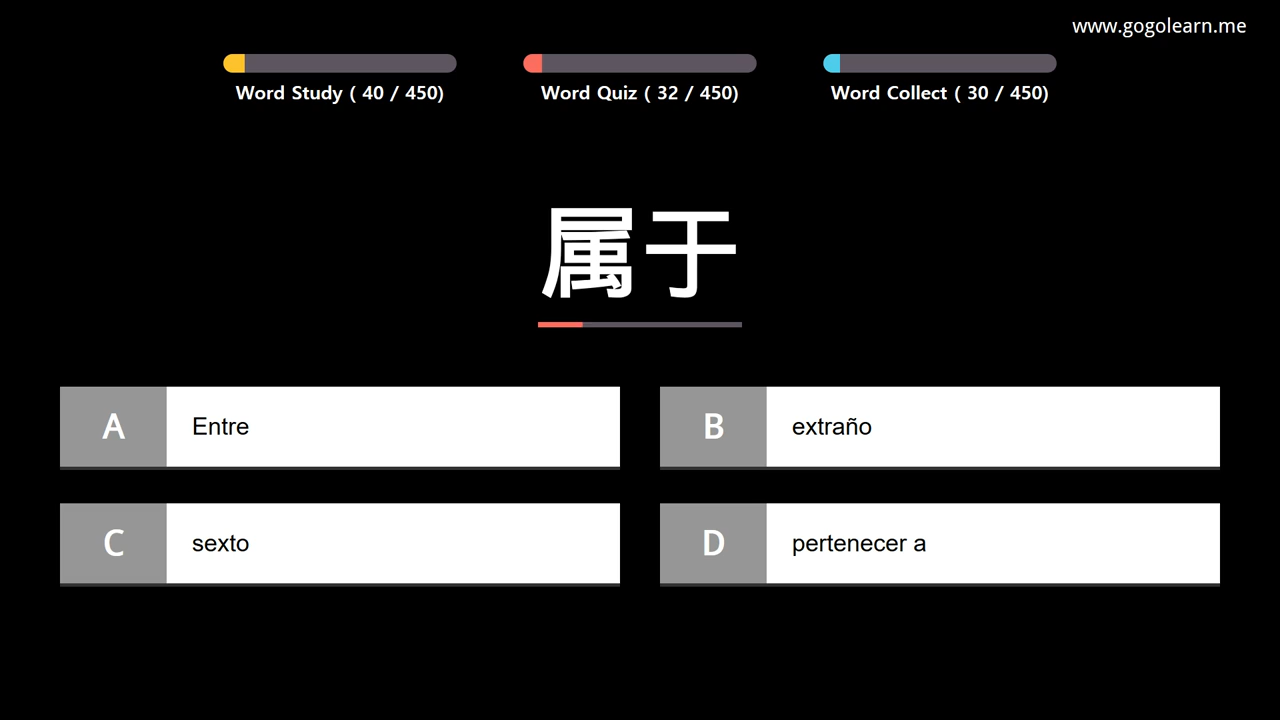 www.gogolearn.me
Word Study ( 40 / 450)
Word Quiz ( 32 / 450)
Word Collect ( 30 / 450)
属于
A Entre
B extraño
C sexto
D pertenecer a